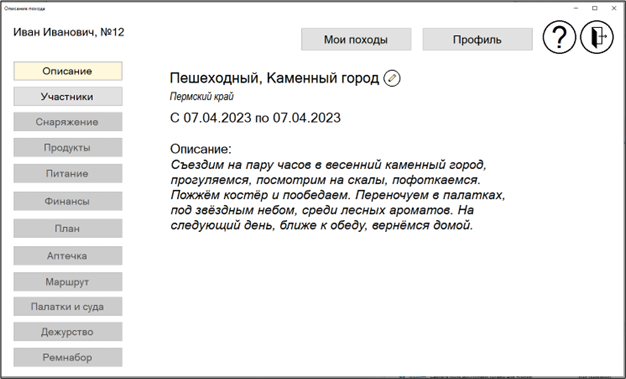 Описание похода
Иван Иванович, №12
Мои походы
Профиль
?
Описание
Участники
Снаряжение
Продукты
Питание
Финансы
План
Аптечка
Маршрут
Палатки и суда
Дежурство
Ремнабор
Пешеходный, Каменный город
Пермский край
С 07.04.2023 по 07.04.2023
Описание:
Съездим на пару часов в весенний каменный город,
прогуляемся, посмотрим на скалы, пофоткаемся.
Пожжём костёр и пообедаем. Переночуем в палатках,
под звёздным небом, среди лесных ароматов. На
следующий день, ближе к обеду, вернёмся домой.